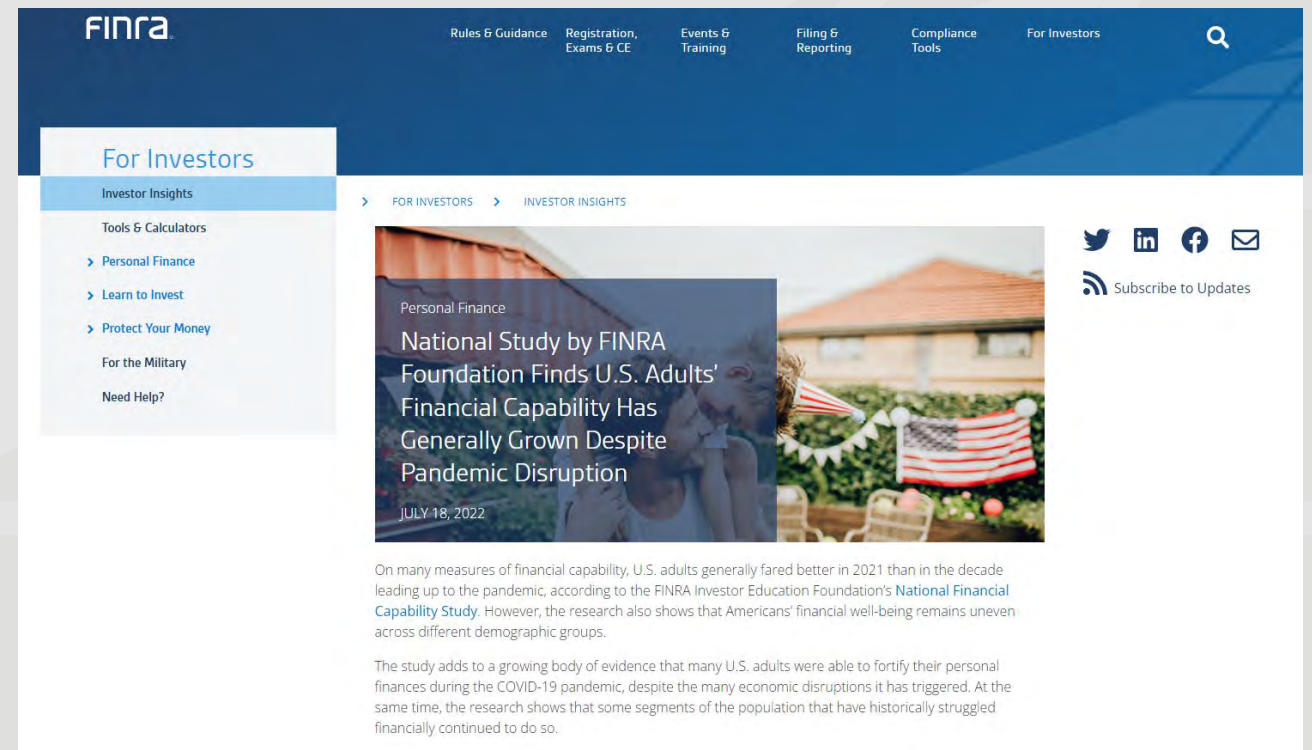 FINra
Rules & Guidance
Registration,
Exams & CE
Events &
Training
Filing &
Reporting
Compliance
Tools
For Investors
For Investors
Investor Insights
Tools & Calculators
Personal Finance
Learn to Invest
Protect Your Money
For the Military
Need Help?
FOR INVESTORS > INVESTOR INSIGHTS
Personal Finance
National Study by FINRA
Foundation Finds U.S. Adults'
Financial Capability Has
Generally Grown Despite
Pandemic Disruption
JULY 18, 2022
Subscribe to Updates
On many measures of financial capability, U.S. adults generally fared better in 2021 than in the decade
leading up to the pandemic, according to the FINRA Investor Education Foundation's National Financial
Capability Study. However, the research also shows that Americans' financial well-being remains uneven
across different demographic groups.
The study adds to a growing body of evidence that many U.S. adults were able to fortify their personal
finances during the COVID-19 pandemic, despite the many economic disruptions it has triggered. At the
same time, the research shows that some segments of the population that have historically struggled
financially continued to do so.